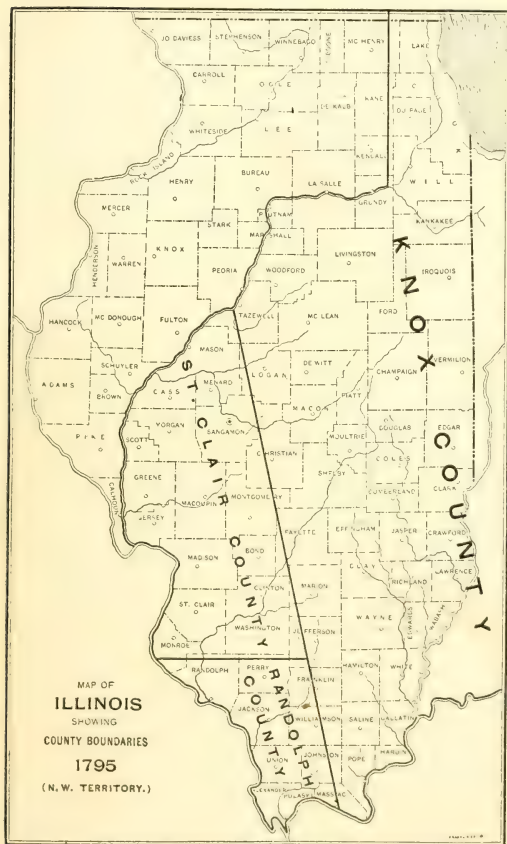 JO DAVIESS
STEPHENSON
WINNEBAGO
BOONE
MC HENRY
LAKE
CARROLL
OGLE
DE KALB
KANE
DU PAGE
WHITESIDE
LEE
ROCK ISLAND
KENDALL
WILL
HENRY
BUREAU
LA SALLE
GRUNDY
MERCER
PUTNAM
KANKAKEE
STARK
MARSHALL
HENDERSON
WARREN
KNOX
PEORIA
WOODFORD
LIVINGSTON
IROQUOIS
KNOX COUNTY
HANCOCK
MC DONOUGH
FULTON
TAZEWELL
MC LEAN
FORD
MASON
SCHUYLER
ADAMS
BROWN
CASS
MENARD
LOGAN
DEWITT
PIATT
CHAMPAIGN
VERMILION
ST. CLAIR COUNTY
MACON
PIKE
SCOTT
MORGAN
SANGAMON
CHRISTIAN
MOULTRIE
DOUGLAS
COLES
EDGAR
SHELBY
CALHOUN
GREENE
MACOUPIN
MONTGOMERY
CUMBERLAND
CLARK
JERSEY
FAYETTE
EFFINGHAM
JASPER
CRAWFORD
MADISON
BOND
CLAY
RICHLAND
LAWRENCE
CLINTON
MARION
ST. CLAIR
WASHINGTON
JEFFERSON
WAYNE
EDWARDS
WABASH
MONROE
RANDOLPH
PERRY
FRANKLIN
HAMILTON
WHITE
RANDOLPH
COUNTY
JACKSON
WILLIAMSON
SALINE
GALLATIN
UNION
JOHNSTON
POPE
HARDIN
ALEXANDER
PULASKI
MASSAC
MAP OF
ILLINOIS
SHOWING
COUNTY BOUNDARIES
1795
(N.W. TERRITORY.)